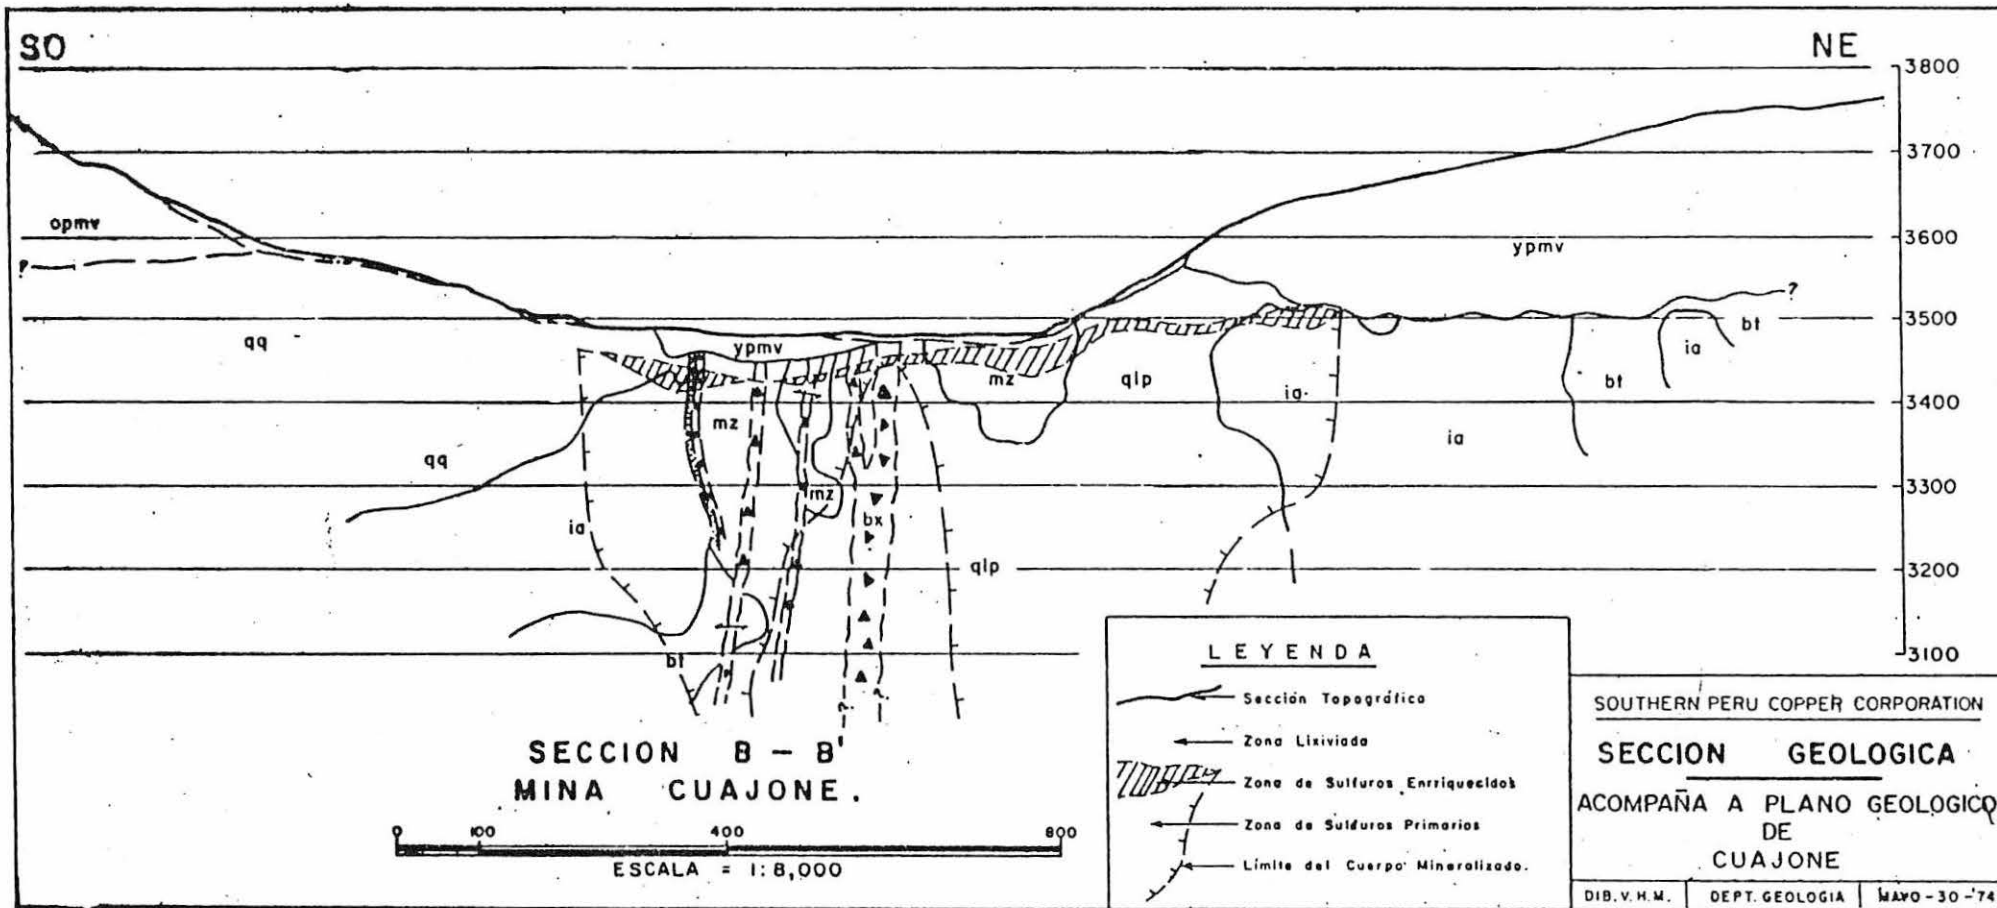 SO
NE
3800
3700
opmv
3600
ypmv
?
?
3500
qq
ypmv
bt
ia
mz
qlp
ia
bt
3400
mz
qq
ia
3300
mz
ia
bx
qlp
3200
bt
3100
?
?
SECCION B - B'
MINA CUAJONE.
0 100 400 800
ESCALA = 1:8,000
LEYENDA
Sección Topográfica
Zona Lixiviada
Zona de Sulfuros Enrriquecidos
Zona de Sulfuros Primarios
Límite del Cuerpo Mineralizado.
SOUTHERN PERU COPPER CORPORATION
SECCION GEOLOGICA
ACOMPAÑA A PLANO GEOLOGICO
DE
CUAJONE
DIB. V. H. M. DEPT. GEOLOGIA MAYO-30-'74